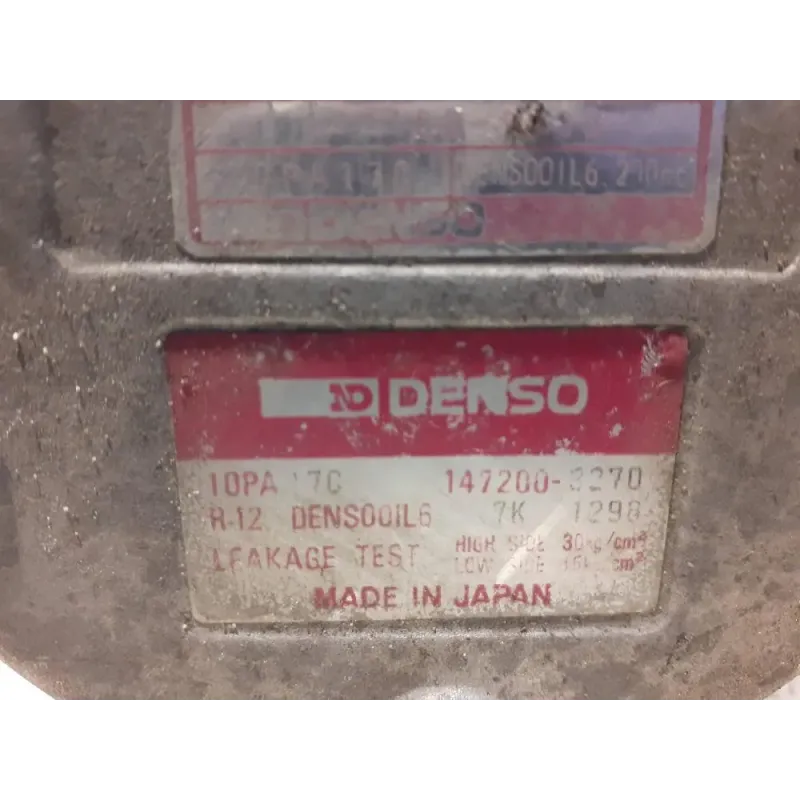 DENSOOIL6
DENSO
ND DENSO
10PA17C 147200-3270
R-12 DENSOOIL6 7K 1298
LEAKAGE TEST HIGH SIDE 30kg/cm²
LOW SIDE
MADE IN JAPAN